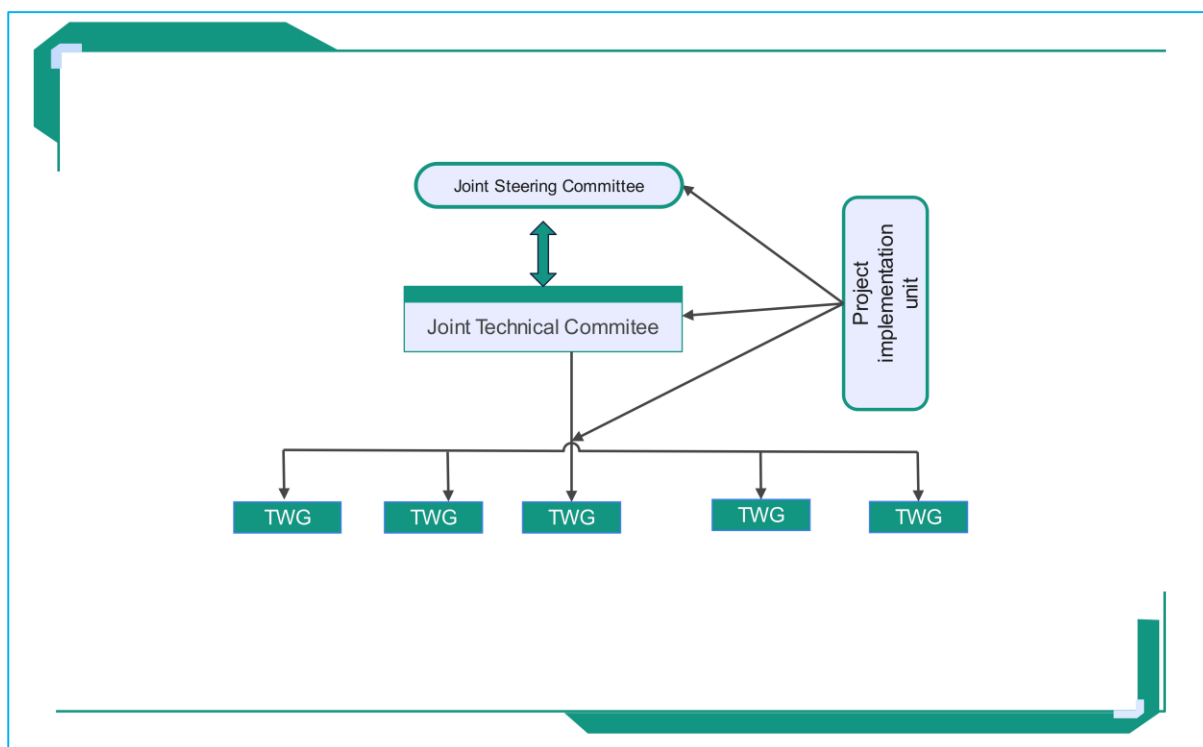 Joint Steering Committee
Project
implementation
unit
Joint Technical Commitee
TWG
TWG
TWG
TWG
TWG